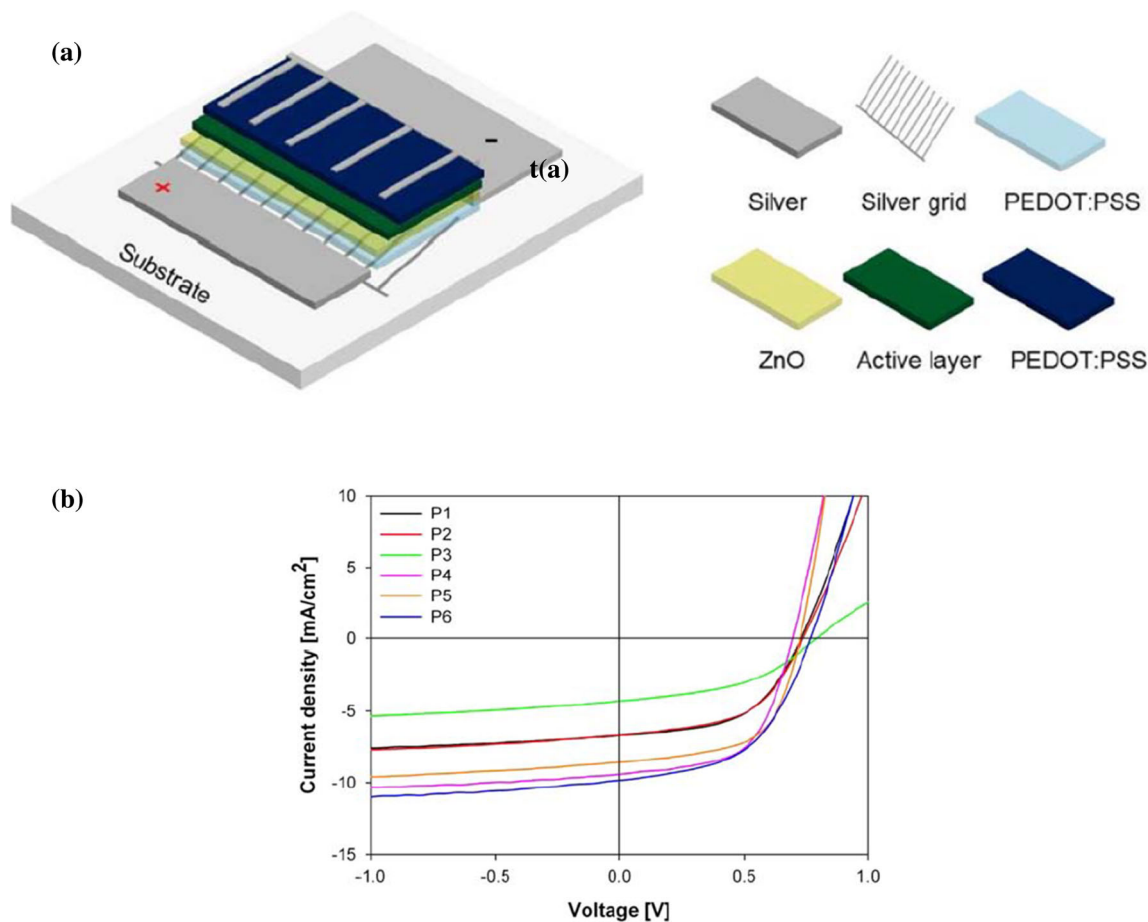 (a)
+
-
t(a)
Substrate
Silver Silver grid PEDOT:PSS
ZnO Active layer PEDOT:PSS
(b)
P1
P2
P3
P4
P5
P6
10
5
0
-5
-10
-15
Current density [mA/cm²]
-1.0 -0.5 0.0 0.5 1.0
Voltage [V]